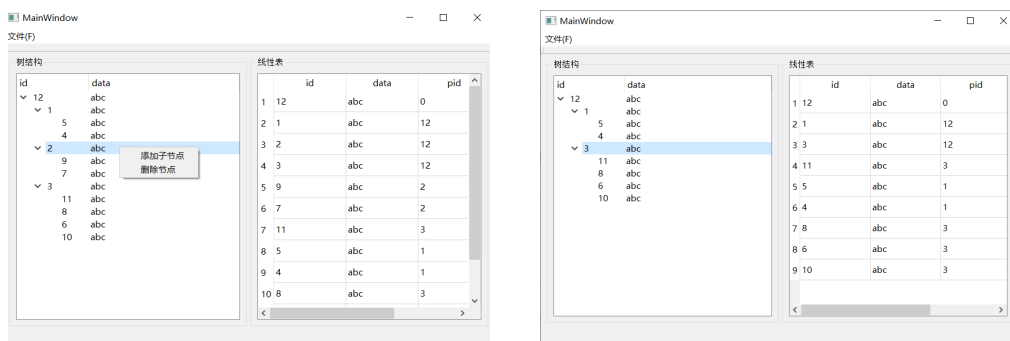 MainWindow
文件(F)
树结构
id data
12 abc
1 abc
5 abc
4 abc
2 abc
9 abc
7 abc
3 abc
11 abc
8 abc
6 abc
10 abc
添加子节点
删除节点
线性表
id data pid
1 12 abc 0
2 1 abc 12
3 2 abc 12
4 3 abc 12
5 9 abc 2
6 7 abc 2
7 11 abc 3
8 5 abc 1
9 4 abc 1
10 8 abc 3
MainWindow
文件(F)
树结构
id data
12 abc
1 abc
5 abc
4 abc
3 abc
11 abc
8 abc
6 abc
10 abc
线性表
id data pid
1 12 abc 0
2 1 abc 12
3 3 abc 12
4 11 abc 3
5 5 abc 1
6 4 abc 1
7 8 abc 3
8 6 abc 3
9 10 abc 3